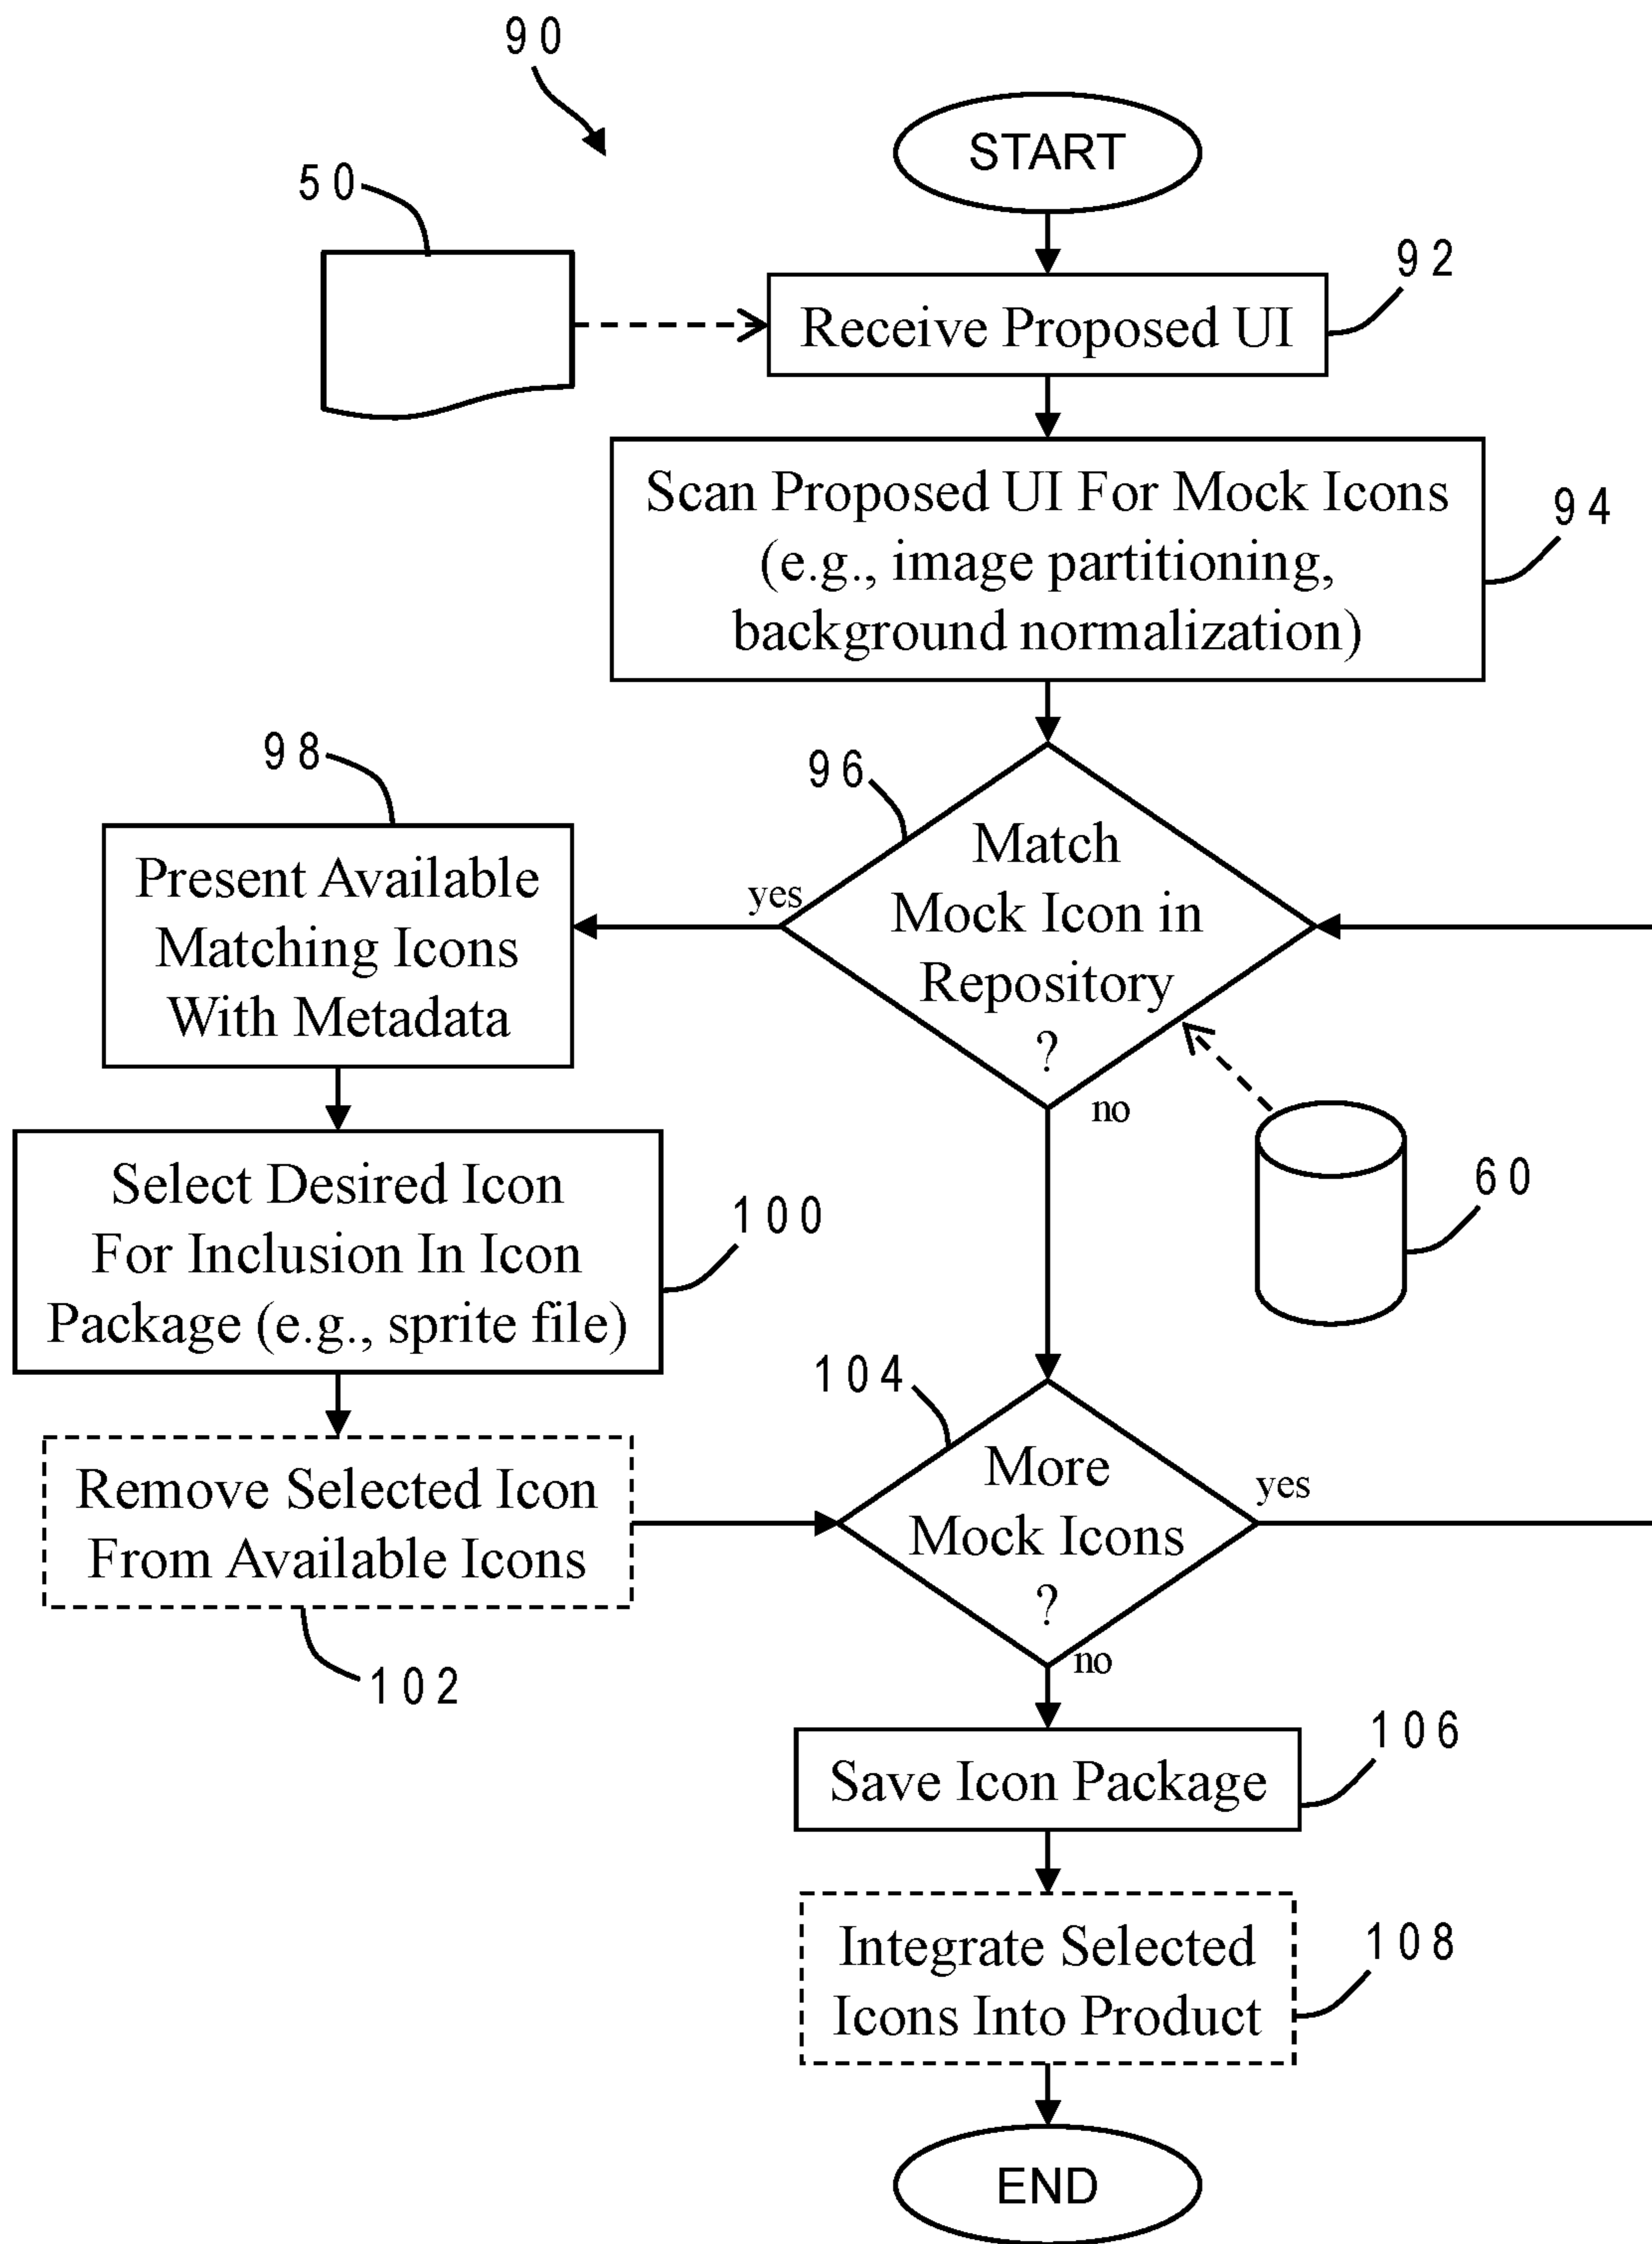 90
START
50
92
Receive Proposed UI
Scan Proposed UI For Mock Icons
(e.g., image partitioning,
background normalization)
94
98
96
Present Available
Matching Icons
With Metadata
yes
Match
Mock Icon in
Repository
?
no
60
Select Desired Icon
For Inclusion In Icon
Package (e.g., sprite file)
100
104
Remove Selected Icon
From Available Icons
102
More
Mock Icons
?
yes
no
106
Save Icon Package
Integrate Selected
Icons Into Product
108
END